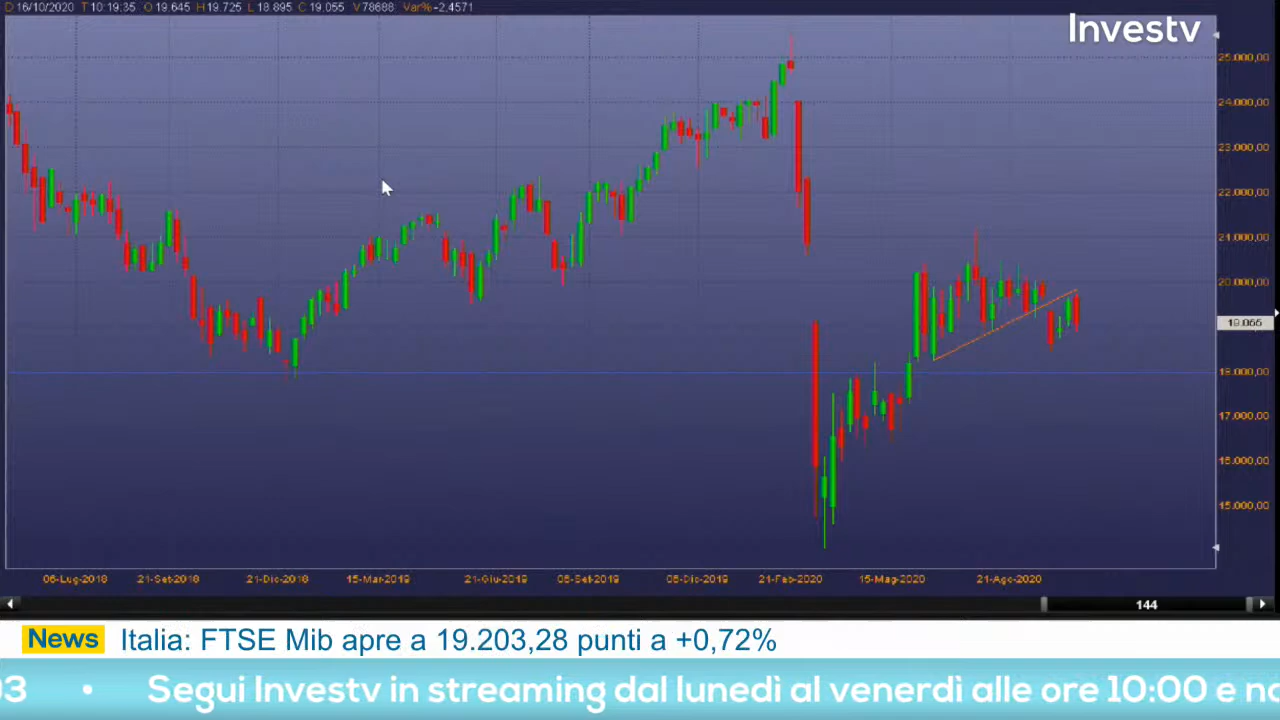 D 16/10/2020 T 10:19:35 O 19.645 H 19.725 L 18.895 C 19.055 V 78688 Var% -2.4571
Investv
25.000,00
24.000,00
23.000,00
22.000,00
21.000,00
20.000,00
19.055
18.000,00
17.000,00
16.000,00
15.000,00
06-Lug-2018 21-Set-2018 21-Dic-2018 15-Mar-2019 21-Giu-2019 06-Set-2019 06-Dic-2019 21-Feb-2020 15-Mag-2020 21-Ago-2020
144
News Italia: FTSE Mib apre a 19.203,28 punti a +0,72%
03 • Segui Investv in streaming dal lunedì al venerdì alle ore 10:00 e